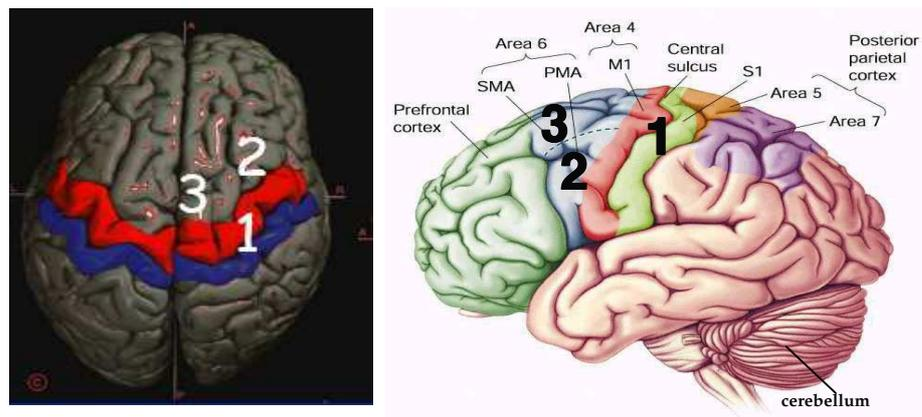 2
3
1
©
Area 6
Area 4
SMA
PMA
M1
Central
sulcus
S1
Posterior
parietal
cortex
Area 5
Area 7
Prefrontal
cortex
3
1
2
cerebellum